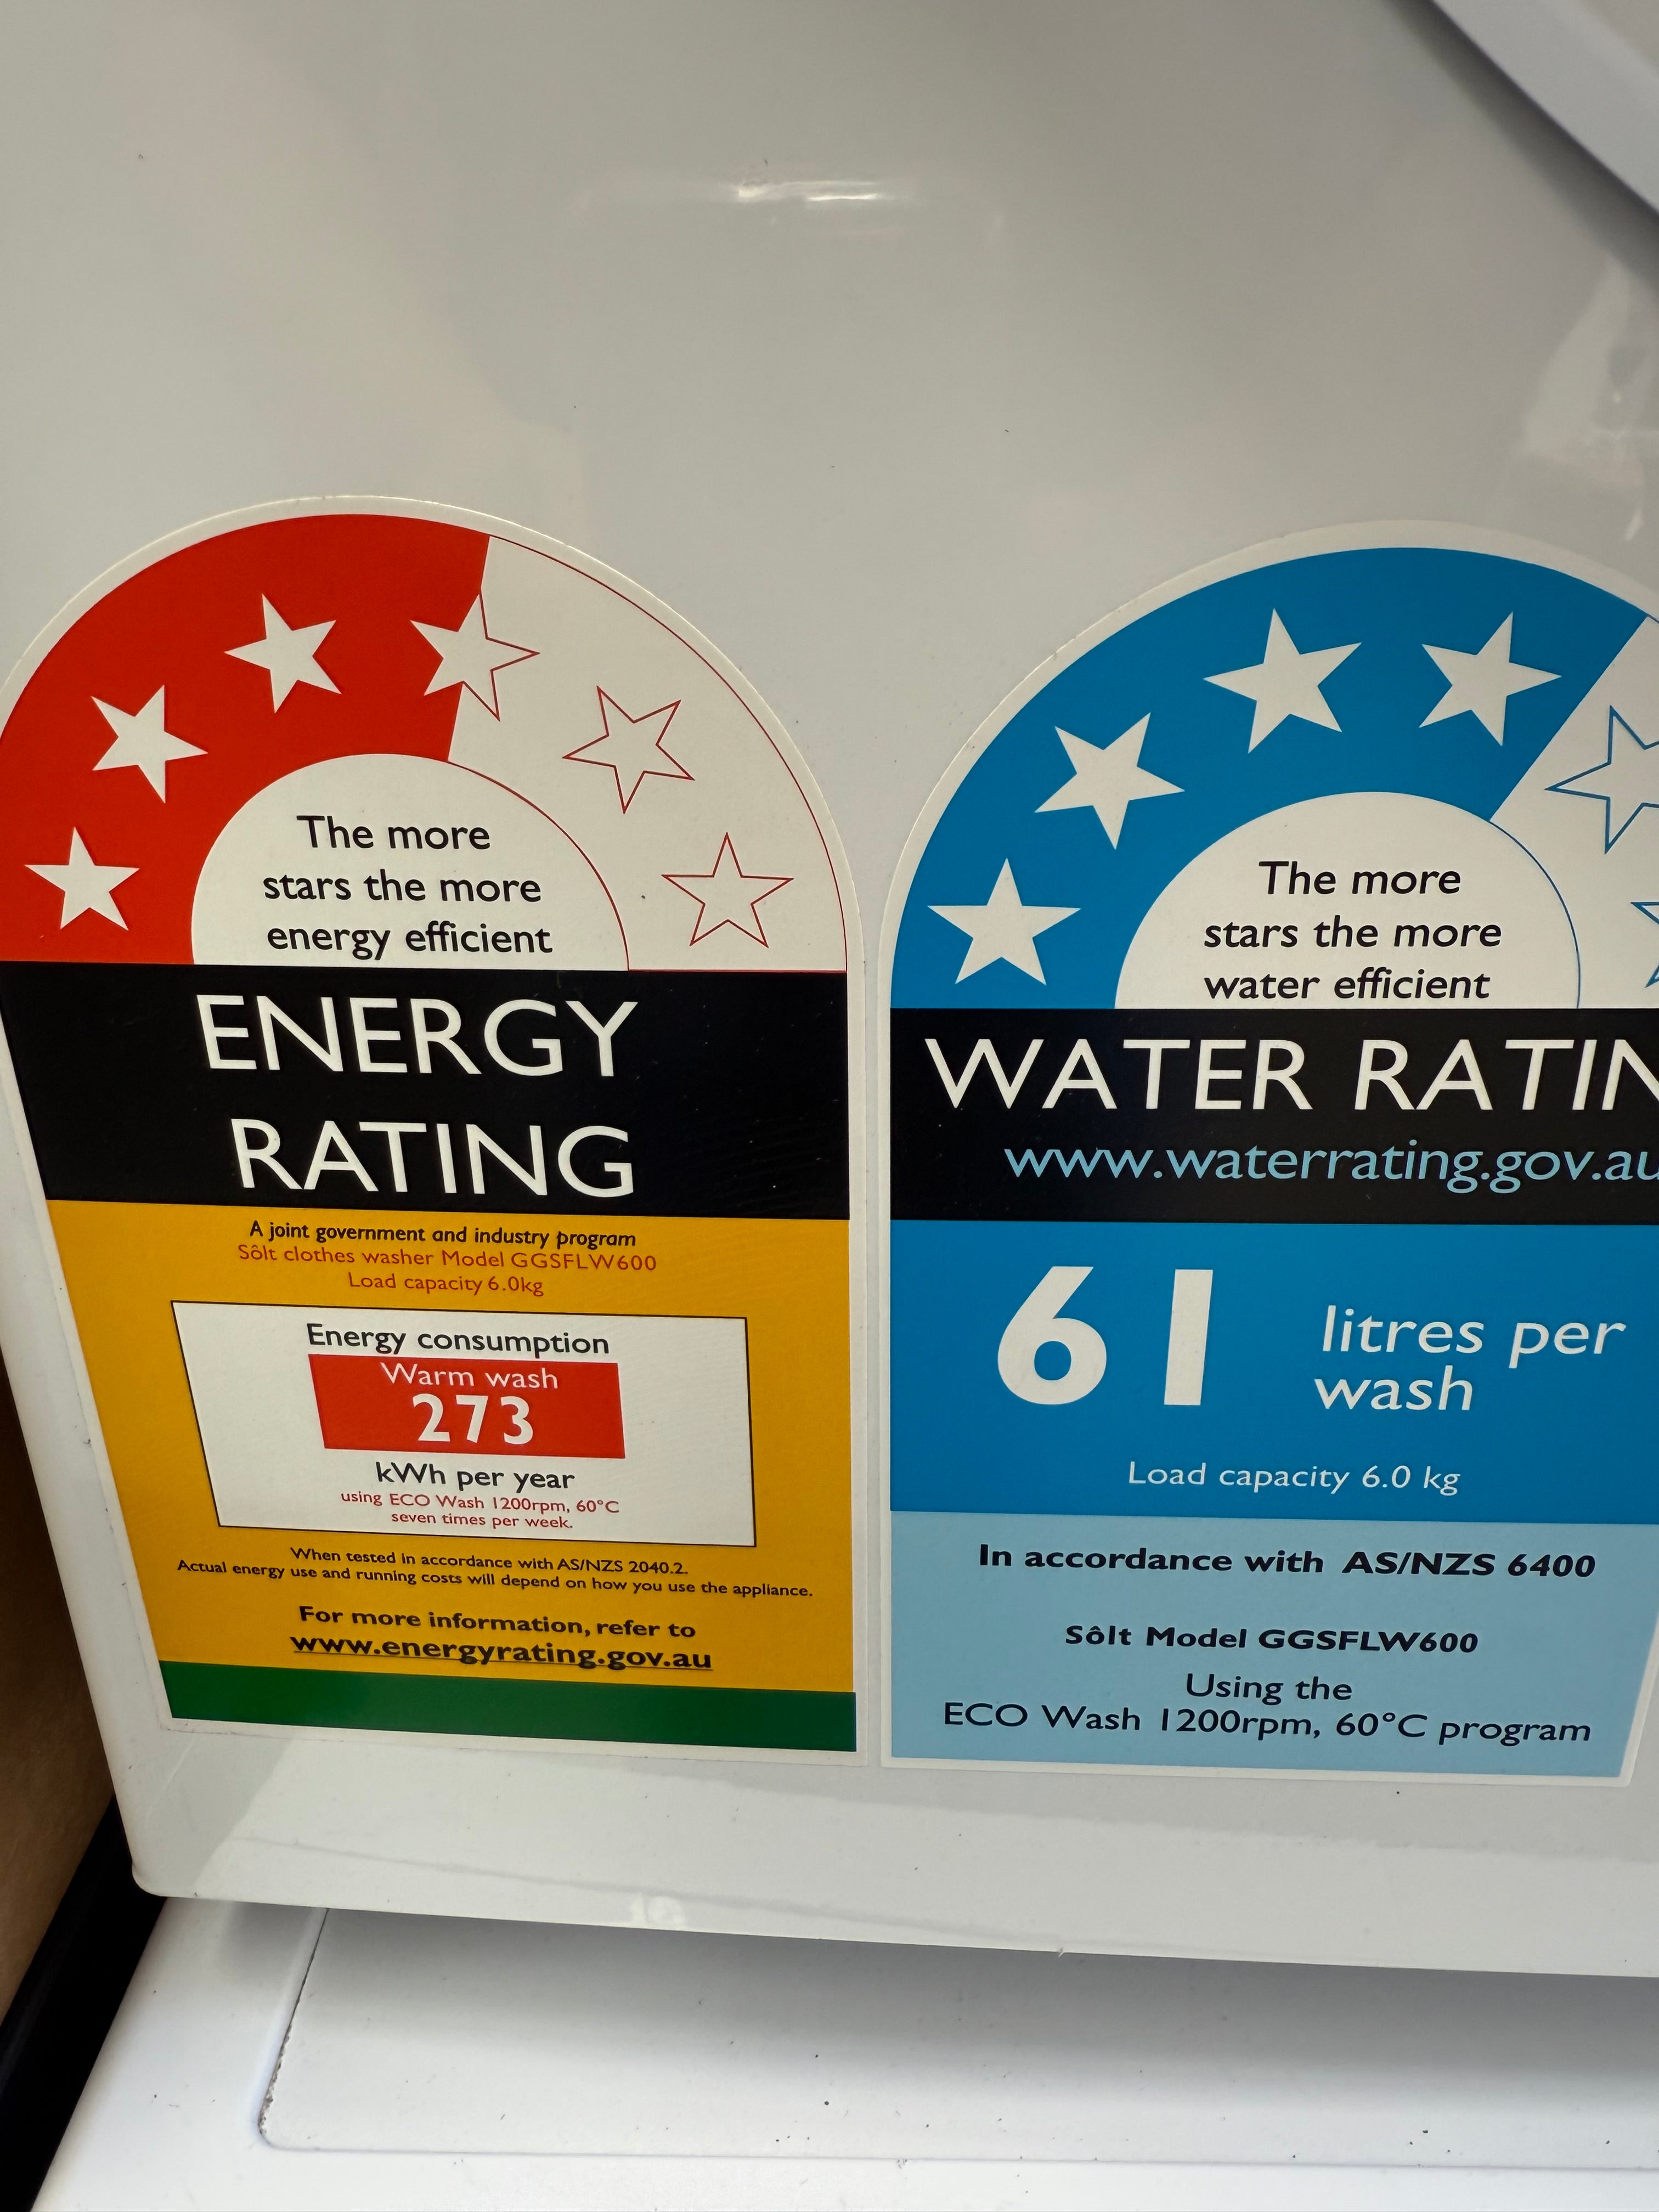 The more
stars the more
energy efficient
ENERGY
RATING
A joint government and industry program
Sôlt clothes washer Model GGSFLW600
Load capacity 6.0kg
Energy consumption
Warm wash
273
kWh per year
using ECO Wash 1200rpm, 60°C
seven times per week.
When tested in accordance with AS/NZS 2040.2.
Actual energy use and running costs will depend on how you use the appliance.
For more information, refer to
www.energyrating.gov.au
The more
stars the more
water efficient
WATER RATIN
www.waterrating.gov.au
61 litres per
wash
Load capacity 6.0 kg
In accordance with AS/NZS 6400
Sôlt Model GGSFLW600
Using the
ECO Wash 1200rpm, 60°C program